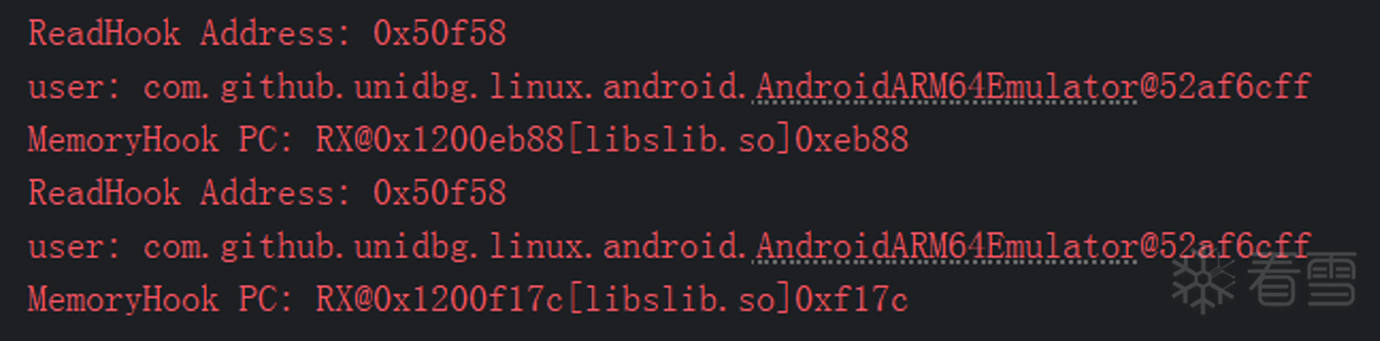 ReadHook Address: 0x50f58
user: com.github.unidbg.linux.android.AndroidARM64Emulator@52af6cff
MemoryHook PC: RX@0x1200eb88[libslib.so]0xeb88
ReadHook Address: 0x50f58
user: com.github.unidbg.linux.android.AndroidARM64Emulator@52af6cff
MemoryHook PC: RX@0x1200f17c[libslib.so]0xf17c
看雪